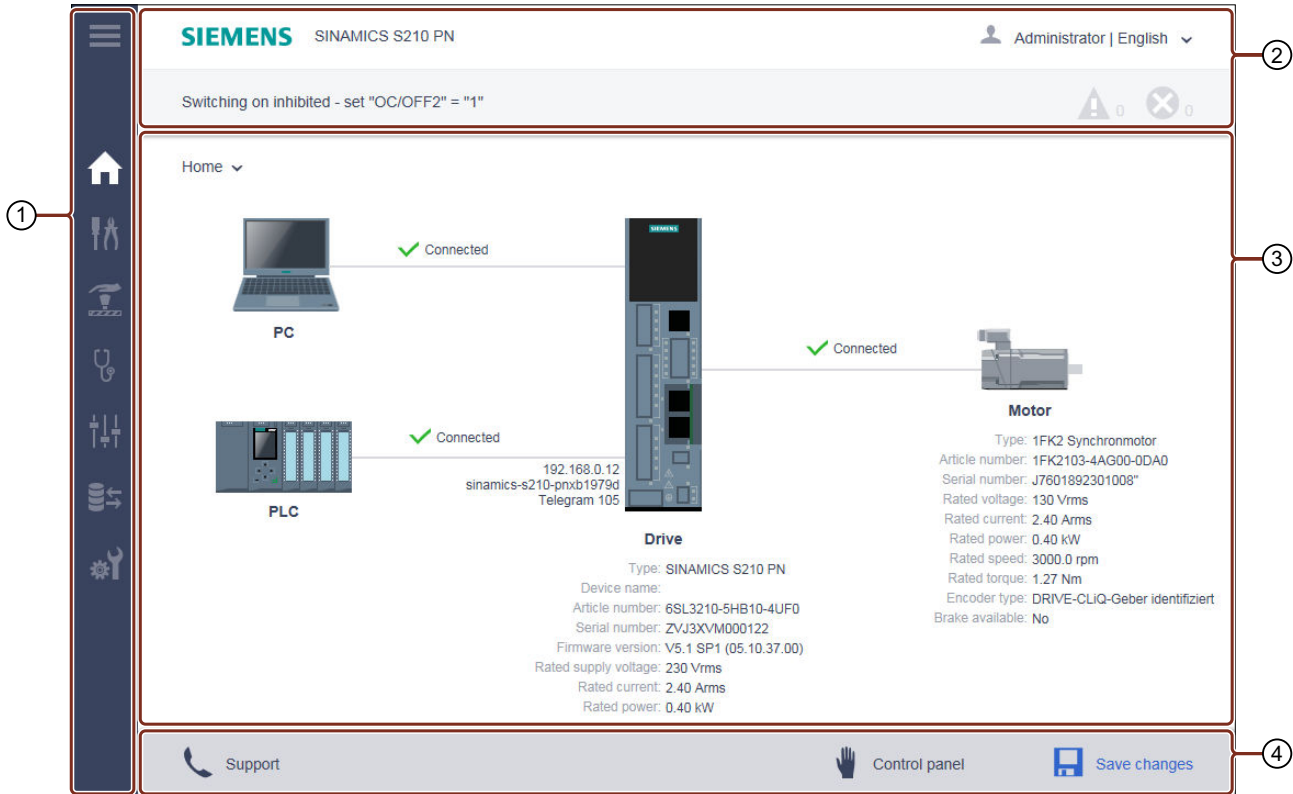 SIEMENS SINAMICS S210 PN
Administrator | English
2
Switching on inhibited - set "OC/OFF2" = "1"
0 0
Home
1
3
Connected
SIEMENS
PC
Connected
Connected
192.168.0.12
sinamics-s210-pnxb1979d
Telegram 105
PLC
Motor
Type: 1FK2 Synchronmotor
Article number: 1FK2103-4AG00-0DA0
Serial number: J7601892301008"
Rated voltage: 130 Vrms
Rated current: 2.40 Arms
Rated power: 0.40 kW
Rated speed: 3000.0 rpm
Rated torque: 1.27 Nm
Encoder type: DRIVE-CLiQ-Geber identifiziert
Brake available: No
Drive
Type: SINAMICS S210 PN
Device name:
Article number: 6SL3210-5HB10-4UF0
Serial number: ZVJ3XVM000122
Firmware version: V5.1 SP1 (05.10.37.00)
Rated supply voltage: 230 Vrms
Rated current: 2.40 Arms
Rated power: 0.40 kW
Support
Control panel
Save changes
4